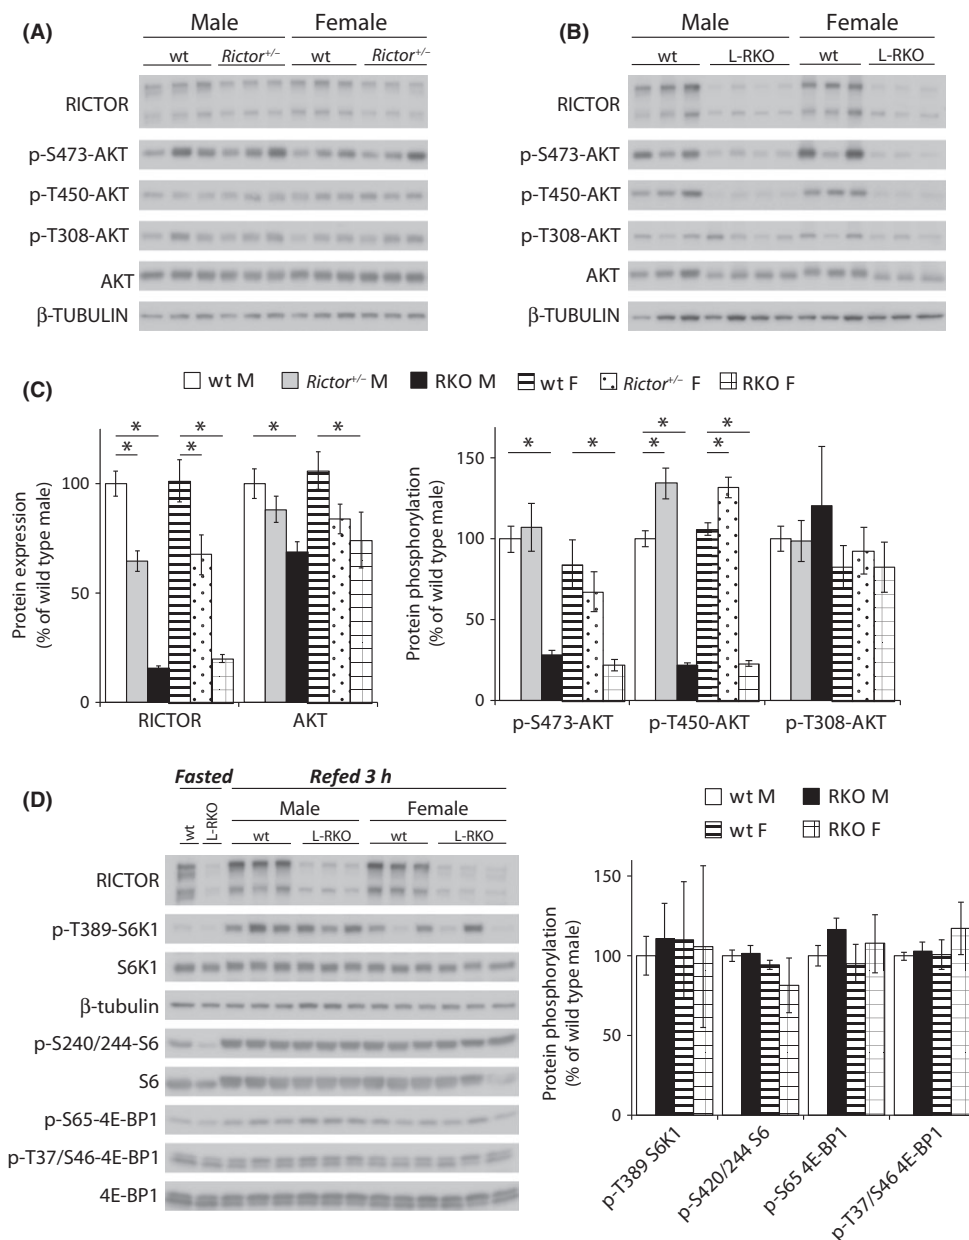 (A)
Male Female
wt Rictor+/− wt Rictor+/−
RICTOR
p-S473-AKT
p-T450-AKT
p-T308-AKT
AKT
β-TUBULIN
(B)
Male Female
wt L-RKO wt L-RKO
RICTOR
p-S473-AKT
p-T450-AKT
p-T308-AKT
AKT
β-TUBULIN
(C)
wt M Rictor+/− M RKO M wt F Rictor+/− F RKO F
Protein expression
(% of wild type male)
100
50
0
* * * * * *
RICTOR AKT
Protein phosphorylation
(% of wild type male)
150
100
50
0
* * * * * *
p-S473-AKT p-T450-AKT p-T308-AKT
(D)
Fasted Refed 3 h
Male Female
wt L-RKO wt L-RKO wt L-RKO
RICTOR
p-T389-S6K1
S6K1
β-tubulin
p-S240/244-S6
S6
p-S65-4E-BP1
p-T37/S46-4E-BP1
4E-BP1
wt M RKO M
wt F RKO F
Protein phosphorylation
(% of wild type male)
150
100
50
0
p-T389 S6K1
p-S420/244 S6
p-S65 4E-BP1
p-T37/S46 4E-BP1